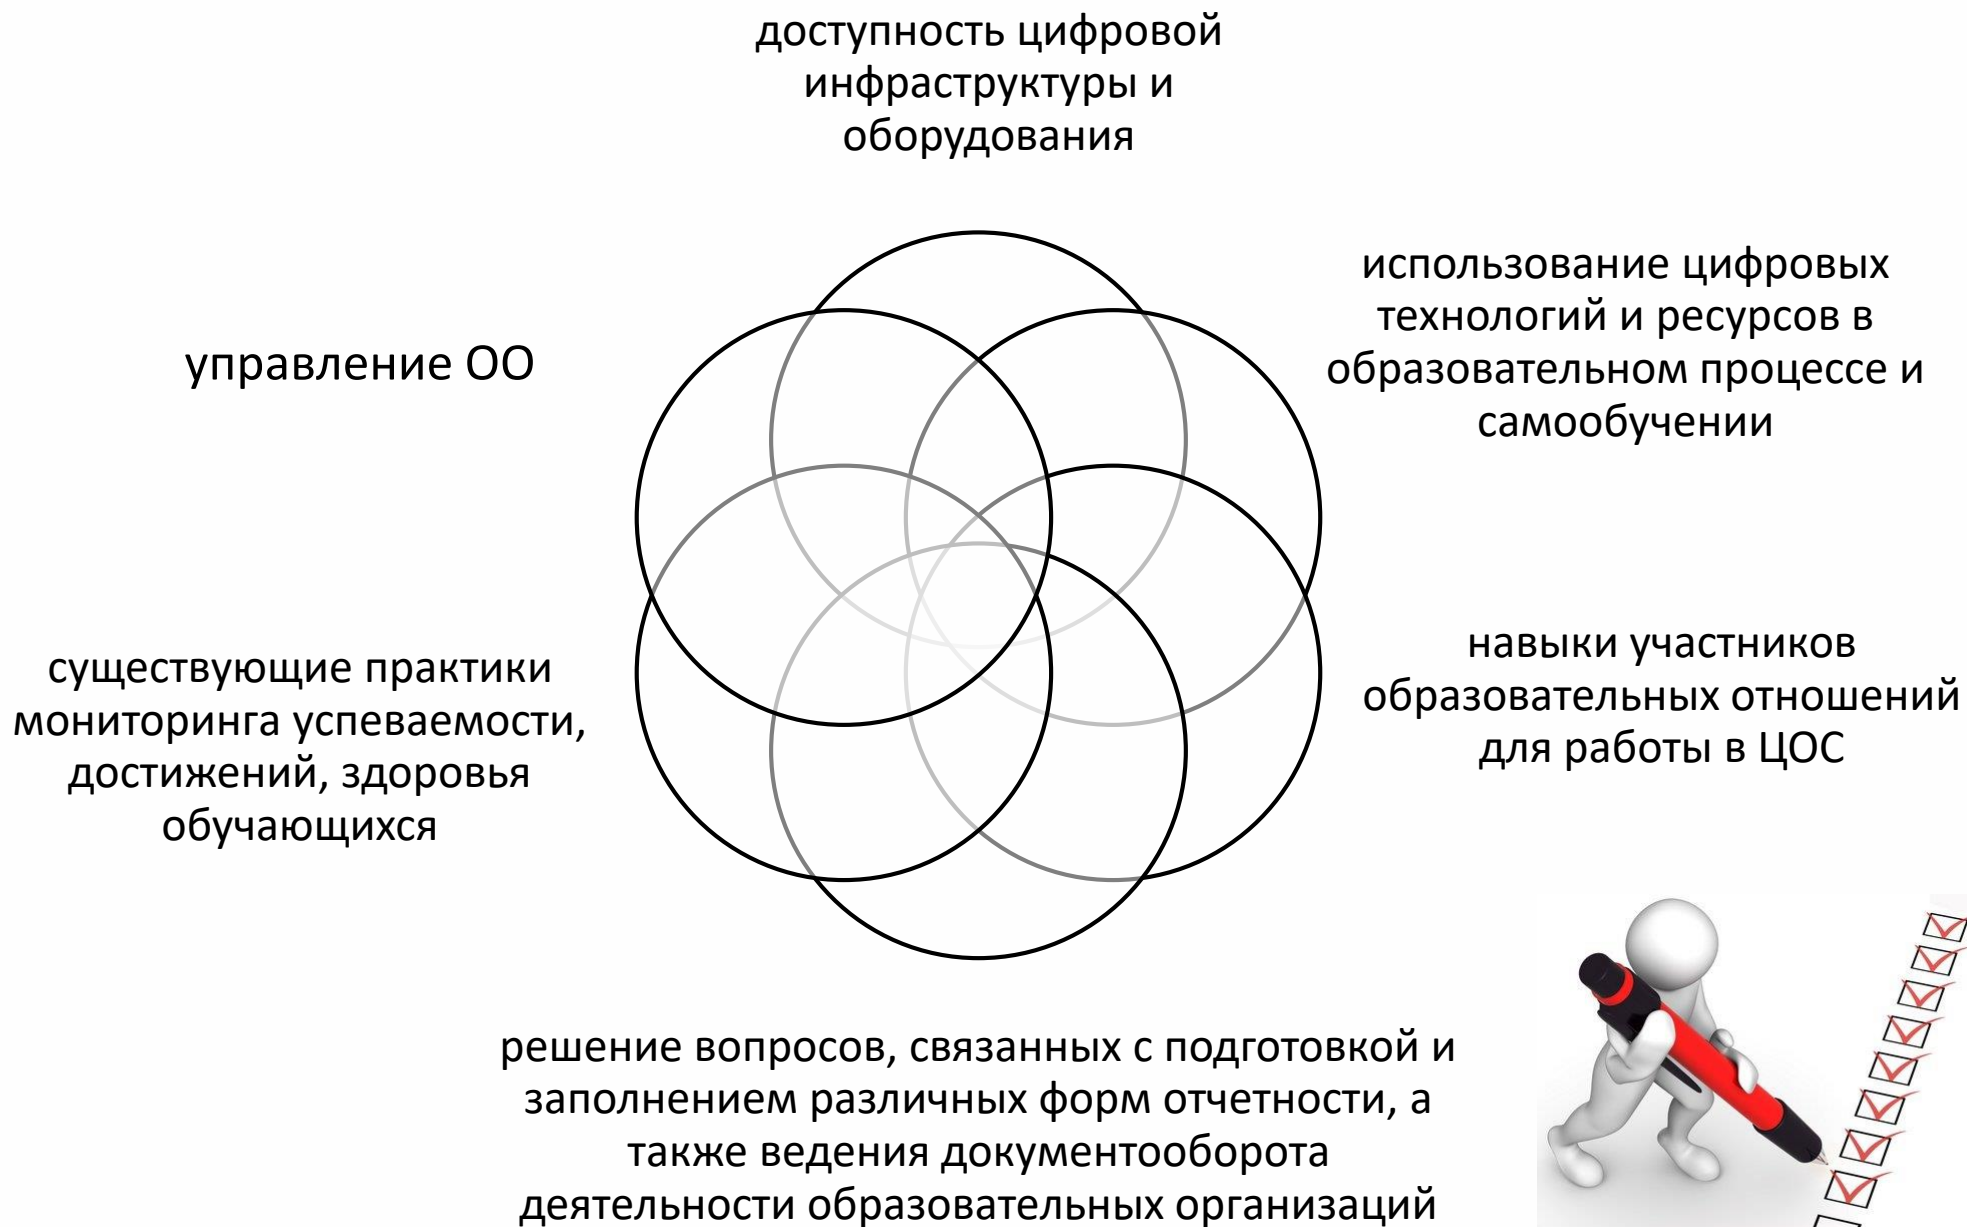 доступность цифровой
инфраструктуры и
оборудования
использование цифровых
технологий и ресурсов в
образовательном процессе и
самообучении
навыки участников
образовательных отношений
для работы в ЦОС
решение вопросов, связанных с подготовкой и
заполнением различных форм отчетности, а
также ведения документооборота
деятельности образовательных организаций
существующие практики
мониторинга успеваемости,
достижений, здоровья
обучающихся
управление ОО